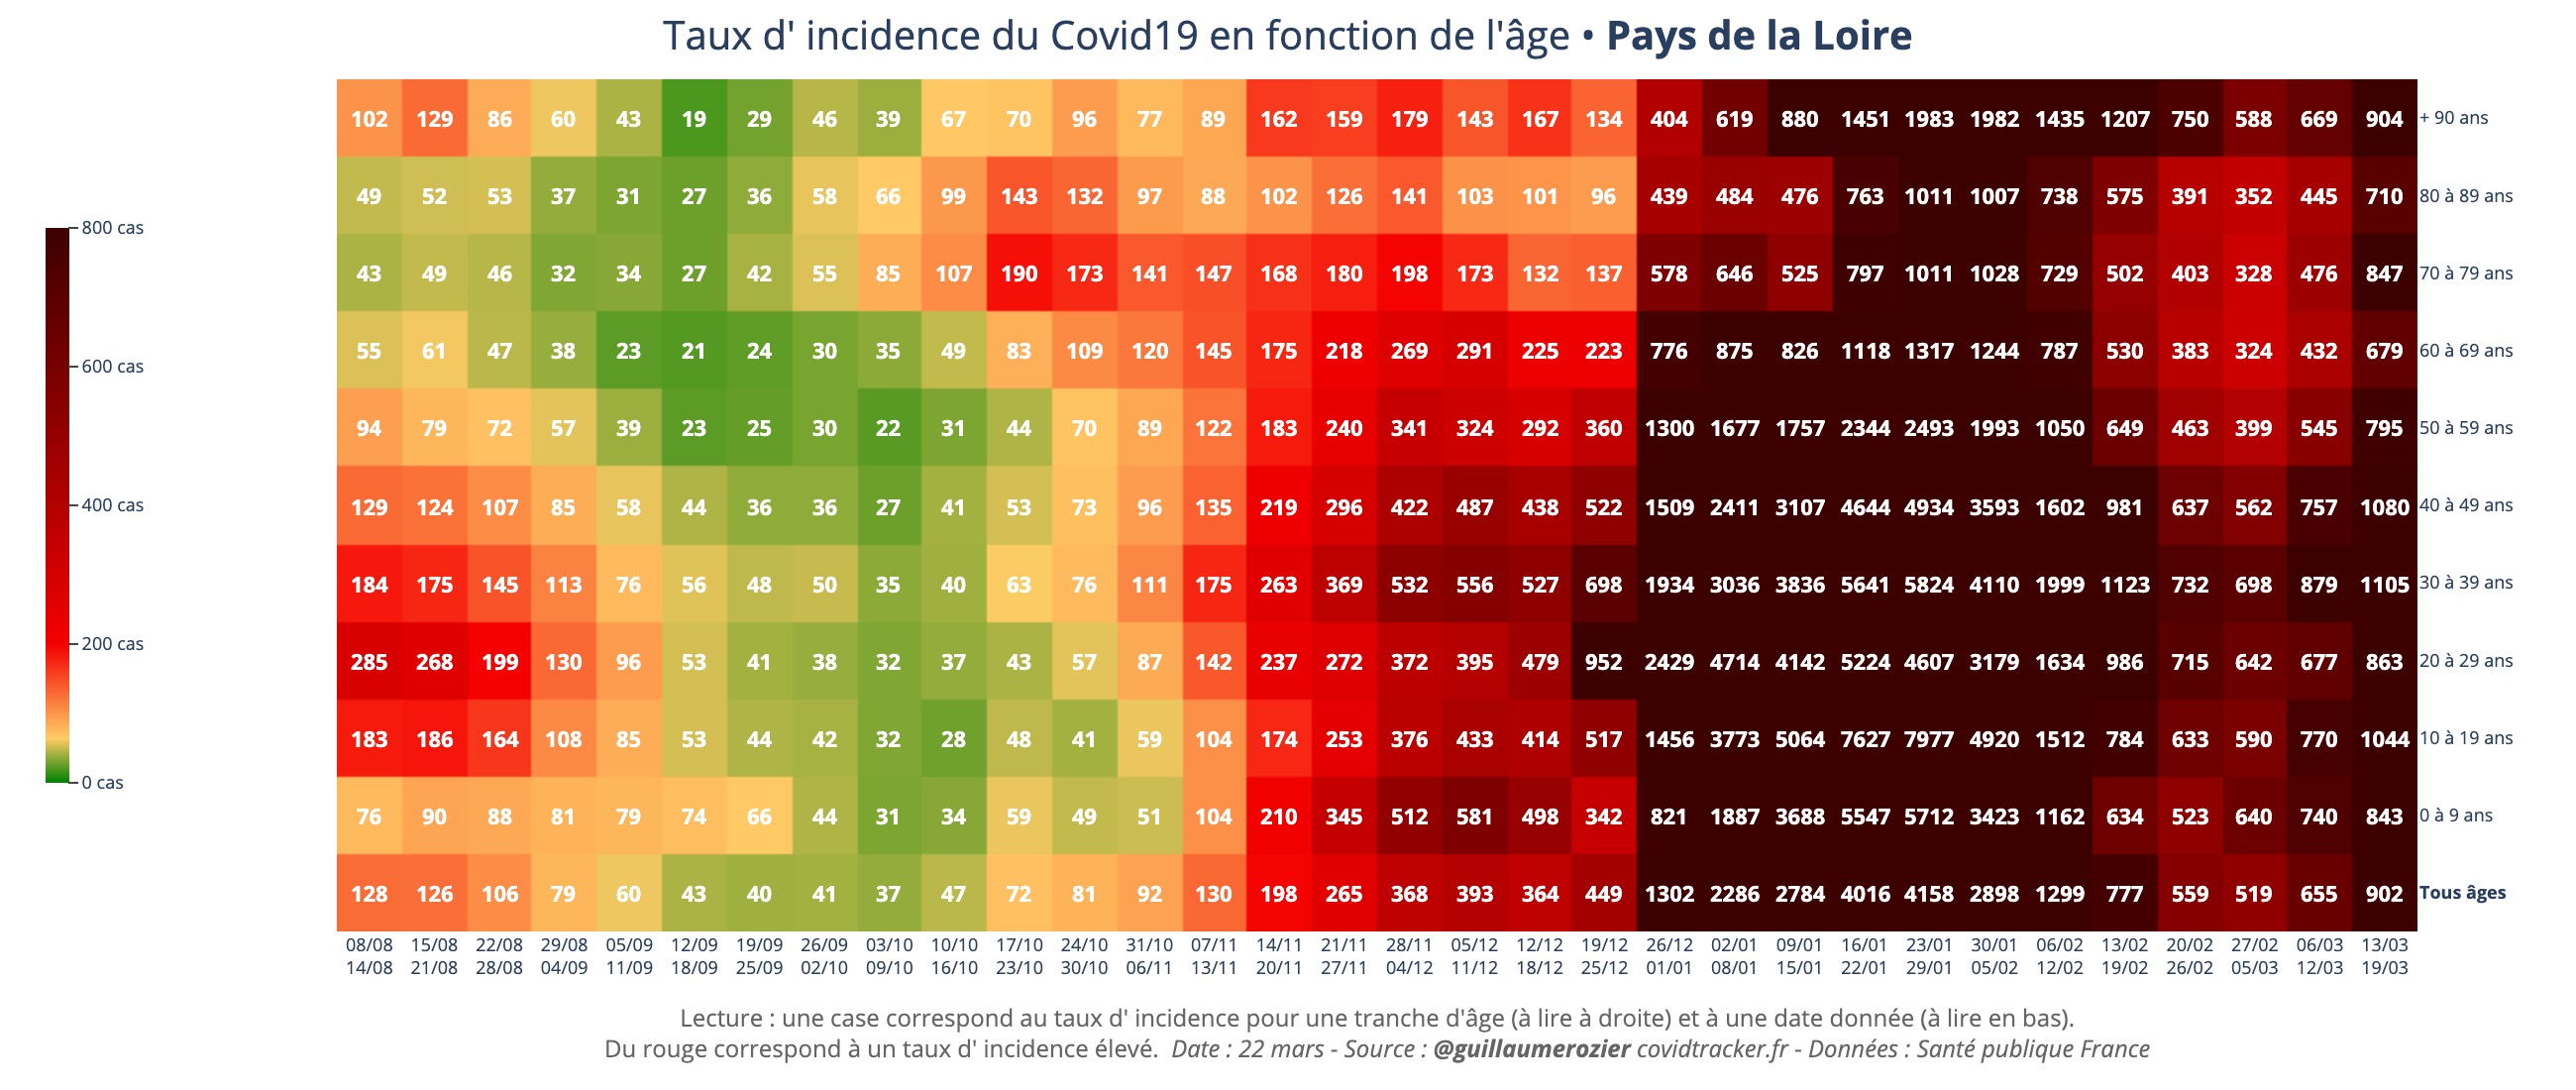 Taux d' incidence du Covid19 en fonction de l'âge • Pays de la Loire
800 cas
600 cas
400 cas
200 cas
0 cas
102 129 86 60 43 19 29 46 39 67 70 96 77 89 162 159 179 143 167 134 404 619 880 1451 1983 1982 1435 1207 750 588 669 904 + 90 ans
49 52 53 37 31 27 36 58 66 99 143 132 97 88 102 126 141 103 101 96 439 484 476 763 1011 1007 738 575 391 352 445 710 80 à 89 ans
43 49 46 32 34 27 42 55 85 107 190 173 141 147 168 180 198 173 132 137 578 646 525 797 1011 1028 729 502 403 328 476 847 70 à 79 ans
55 61 47 38 23 21 24 30 35 49 83 109 120 145 175 218 269 291 225 223 776 875 826 1118 1317 1244 787 530 383 324 432 679 60 à 69 ans
94 79 72 57 39 23 25 30 22 31 44 70 89 122 183 240 341 324 292 360 1300 1677 1757 2344 2493 1993 1050 649 463 399 545 795 50 à 59 ans
129 124 107 85 58 44 36 36 27 41 53 73 96 135 219 296 422 487 438 522 1509 2411 3107 4644 4934 3593 1602 981 637 562 757 1080 40 à 49 ans
184 175 145 113 76 56 48 50 35 40 63 76 111 175 263 369 532 556 527 698 1934 3036 3836 5641 5824 4110 1999 1123 732 698 879 1105 30 à 39 ans
285 268 199 130 96 53 41 38 32 37 43 57 87 142 237 272 372 395 479 952 2429 4714 4142 5224 4607 3179 1634 986 715 642 677 863 20 à 29 ans
183 186 164 108 85 53 44 42 32 28 48 41 59 104 174 253 376 433 414 517 1456 3773 5064 7627 7977 4920 1512 784 633 590 770 1044 10 à 19 ans
76 90 88 81 79 74 66 44 31 34 59 49 51 104 210 345 512 581 498 342 821 1887 3688 5547 5712 3423 1162 634 523 640 740 843 0 à 9 ans
128 126 106 79 60 43 40 41 37 47 72 81 92 130 198 265 368 393 364 449 1302 2286 2784 4016 4158 2898 1299 777 559 519 655 902 Tous âges
08/08 15/08 22/08 29/08 05/09 12/09 19/09 26/09 03/10 10/10 17/10 24/10 31/10 07/11 14/11 21/11 28/11 05/12 12/12 19/12 26/12 02/01 09/01 16/01 23/01 30/01 06/02 13/02 20/02 27/02 06/03 13/03
14/08 21/08 28/08 04/09 11/09 18/09 25/09 02/10 09/10 16/10 23/10 30/10 06/11 13/11 20/11 27/11 04/12 11/12 18/12 25/12 01/01 08/01 15/01 22/01 29/01 05/02 12/02 19/02 26/02 05/03 12/03 19/03
Lecture : une case correspond au taux d' incidence pour une tranche d'âge (à lire à droite) et à une date donnée (à lire en bas).
Du rouge correspond à un taux d' incidence élevé. Date : 22 mars - Source : @guillaumerozier covidtracker.fr - Données : Santé publique France